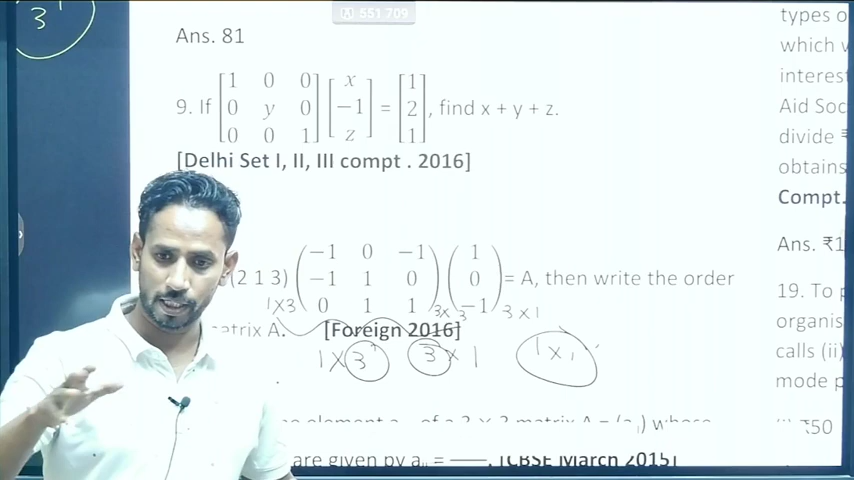 551 709
3
Ans. 81
9. If [1 0 0 / 0 y 0 / 0 0 1] [x / −1 / z] = [1 / 2 / 1], find x + y + z.
[Delhi Set I, II, III compt . 2016]
(2 1 3) (−1 0 −1 / −1 1 0 / 0 1 1) (1 / 0 / −1) = A, then write the order
1×3 3×3 3×1
atrix A. [Foreign 2016]
1×3 3×1 1×1
are given by aᵢⱼ = ——. [CBSE March 2015]
types o
which
interes
Aid Soc
divide ₹
obtains
Compt.
Ans. ₹1
19. To
organis
calls (ii)
mode p
₹50